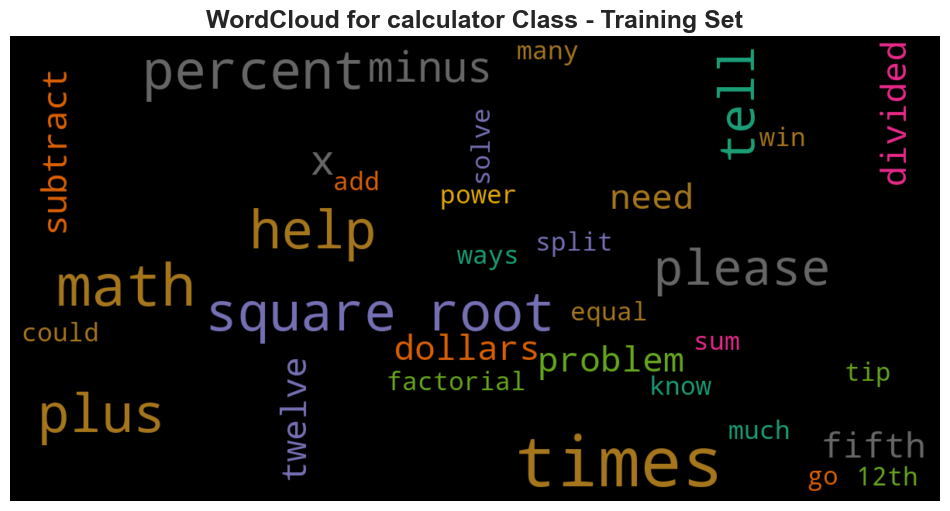 WordCloud for calculator Class - Training Set
many
percent
minus
tell
divided
subtract
solve
win
x
add
power
need
help
split
ways
please
math
square root
equal
could
dollars
sum
problem
factorial
know
tip
twelve
plus
much
fifth
times
go
12th